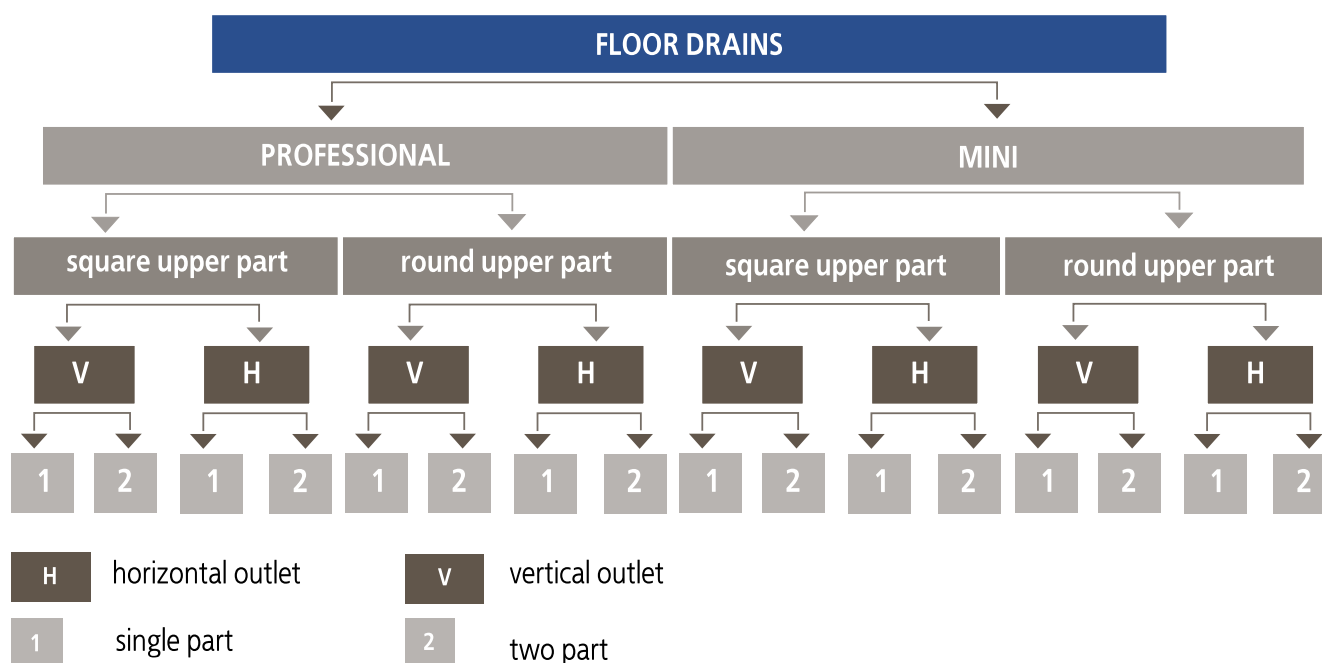 FLOOR DRAINS
PROFESSIONAL MINI
square upper part round upper part square upper part round upper part
V H V H V H V H
1 2 1 2 1 2 1 2 1 2 1 2 1 2 1 2
H horizontal outlet V vertical outlet
1 single part 2 two part